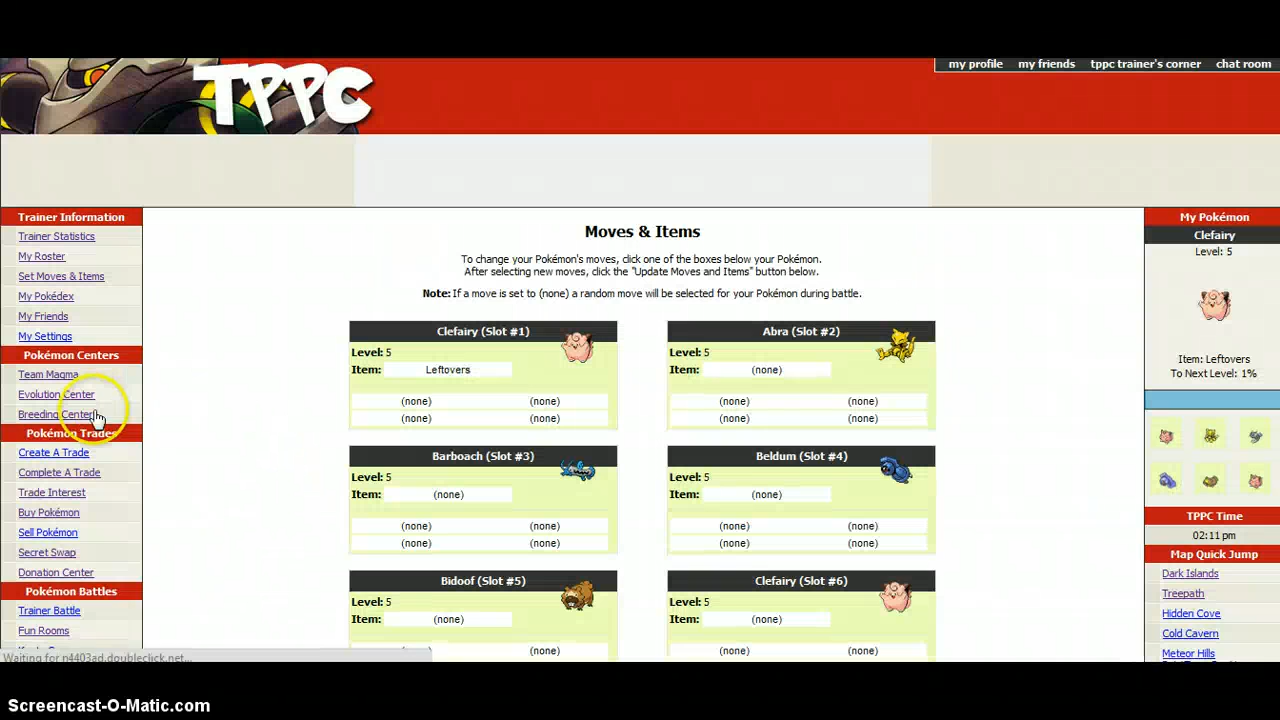 TPPC
my profile my friends tppc trainer's corner chat room
Trainer Information
Trainer Statistics
My Roster
Set Moves & Items
My Pokédex
My Friends
My Settings
Pokémon Centers
Team Magma
Evolution Center
Breeding Center
Pokémon Trades
Create A Trade
Complete A Trade
Trade Interest
Buy Pokémon
Sell Pokémon
Secret Swap
Donation Center
Pokémon Battles
Trainer Battle
Fun Rooms
Moves & Items
To change your Pokémon's moves, click one of the boxes below your Pokémon.
After selecting new moves, click the "Update Moves and Items" button below.
Note: If a move is set to (none) a random move will be selected for your Pokémon during battle.
Clefairy (Slot #1)
Level: 5
Item: Leftovers
(none) (none)
(none) (none)
Abra (Slot #2)
Level: 5
Item: (none)
(none) (none)
(none) (none)
Barboach (Slot #3)
Level: 5
Item: (none)
(none) (none)
(none) (none)
Beldum (Slot #4)
Level: 5
Item: (none)
(none) (none)
(none) (none)
Bidoof (Slot #5)
Level: 5
Item: (none)
(none) (none)
Clefairy (Slot #6)
Level: 5
Item: (none)
(none) (none)
My Pokémon
Clefairy
Level: 5
Item: Leftovers
To Next Level: 1%
TPPC Time
02:11 pm
Map Quick Jump
Dark Islands
Treepath
Hidden Cove
Cold Cavern
Meteor Hills
Waiting for n4403ad.doubleclick.net...
Screencast-O-Matic.com